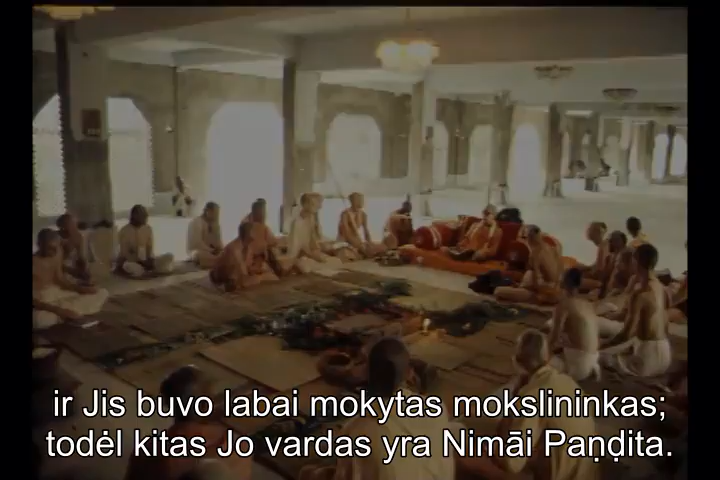 ir Jis buvo labai mokytas mokslininkas;
todėl kitas Jo vardas yra Nimāi Paṇḍita.